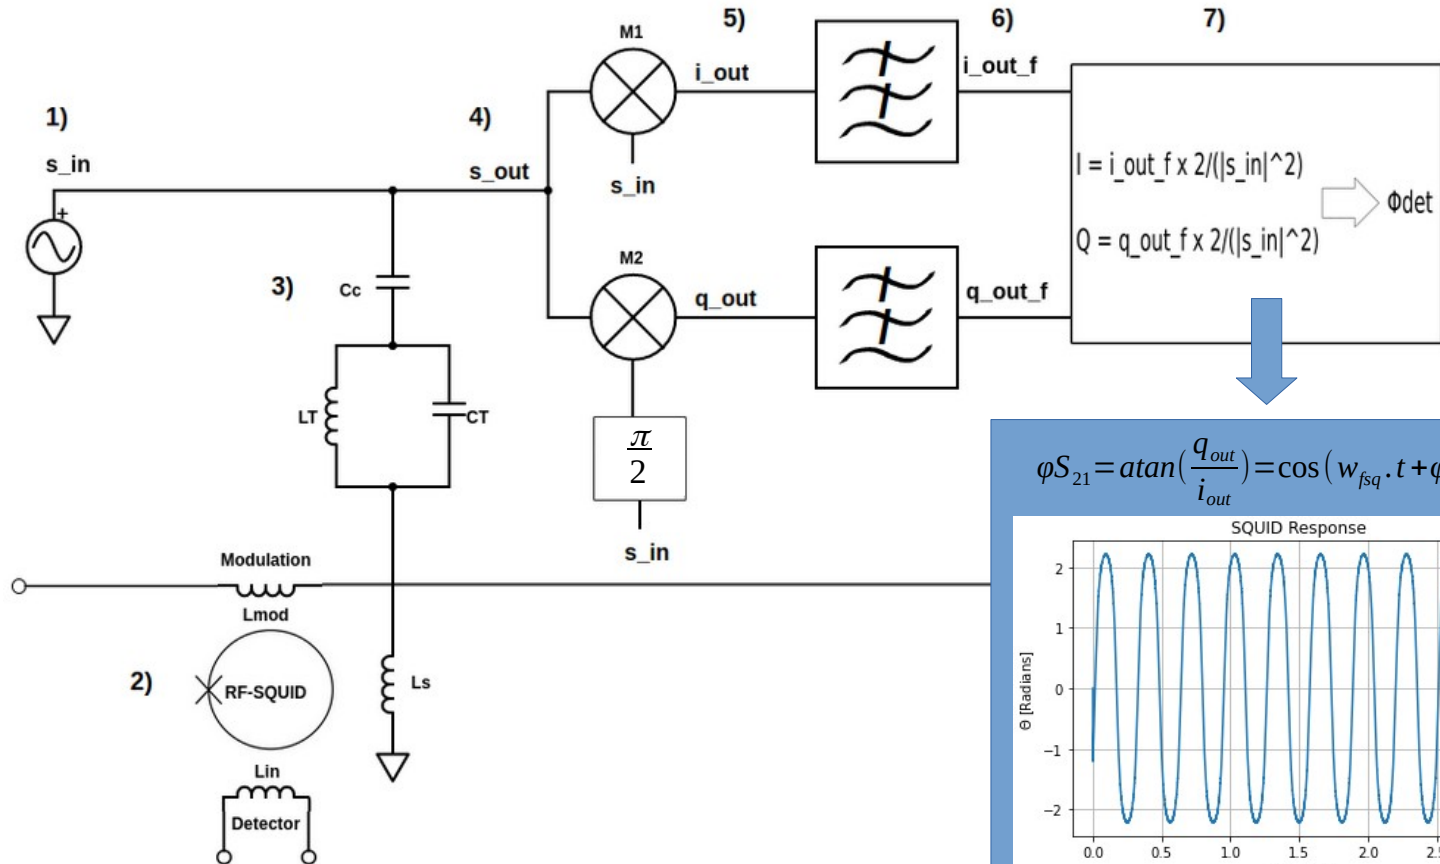 1)
s_in
+
3)
Cc
LT
CT
4)
s_out
M1
s_in
5)
i_out
6)
i_out_f
7)
M2
q_out
q_out_f
π
2
s_in
I = i_out_f x 2/(|s_in|^2)
Φdet
Q = q_out_f x 2/(|s_in|^2)
Modulation
Lmod
2)
RF-SQUID
Ls
Lin
Detector
φS21=atan(qout/iout)=cos(wfsq.t+φ
SQUID Response
Θ [Radians]
2
1
0
−1
−2
0.0 0.5 1.0 1.5 2.0